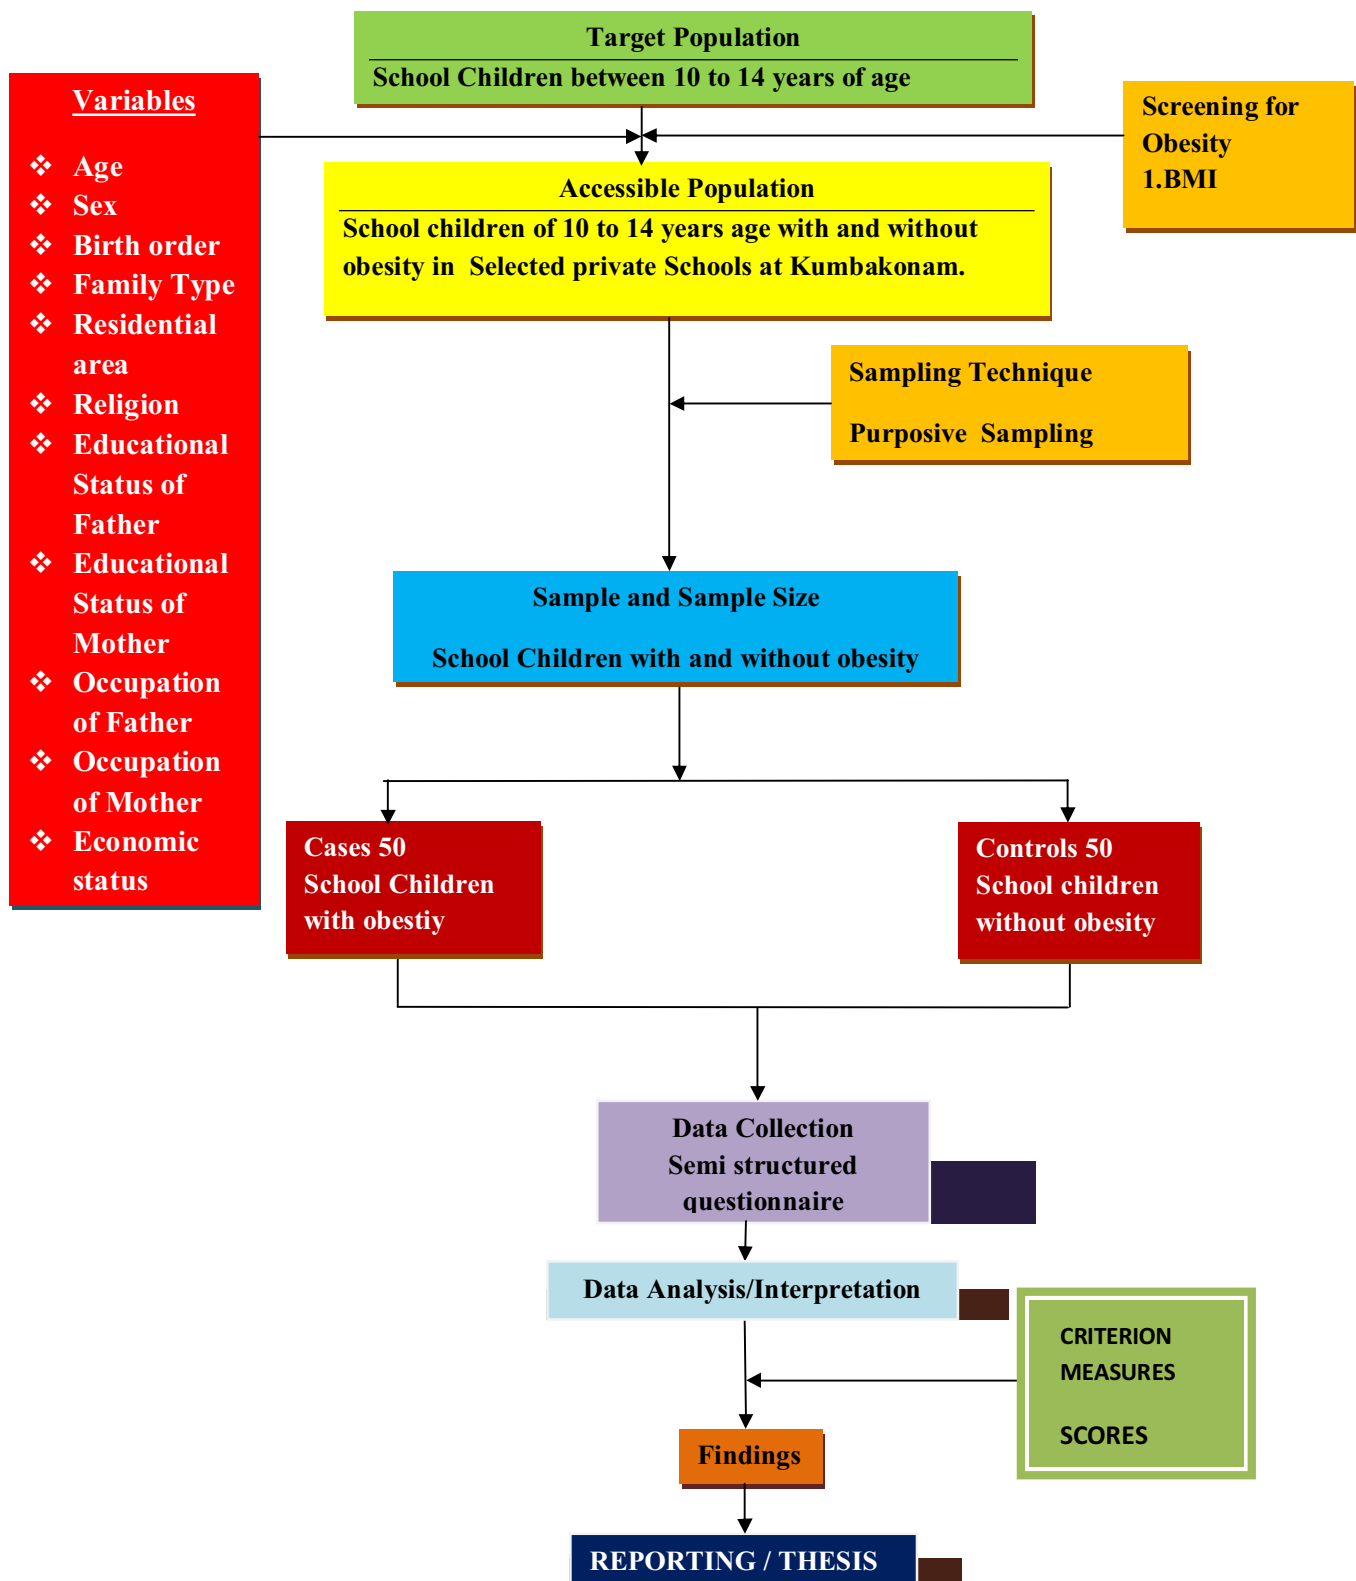 Target Population
School Children between 10 to 14 years of age
Variables
❖ Age
❖ Sex
❖ Birth order
❖ Family Type
❖ Residential
area
❖ Religion
❖ Educational
Status of
Father
❖ Educational
Status of
Mother
❖ Occupation
of Father
❖ Occupation
of Mother
❖ Economic
status
Screening for
Obesity
1.BMI
Accessible Population
School children of 10 to 14 years age with and without
obesity in Selected private Schools at Kumbakonam.
Sampling Technique
Purposive Sampling
Sample and Sample Size
School Children with and without obesity
Cases 50
School Children
with obestiy
Controls 50
School children
without obesity
Data Collection
Semi structured
questionnaire
Data Analysis/Interpretation
CRITERION
MEASURES
SCORES
Findings
REPORTING / THESIS